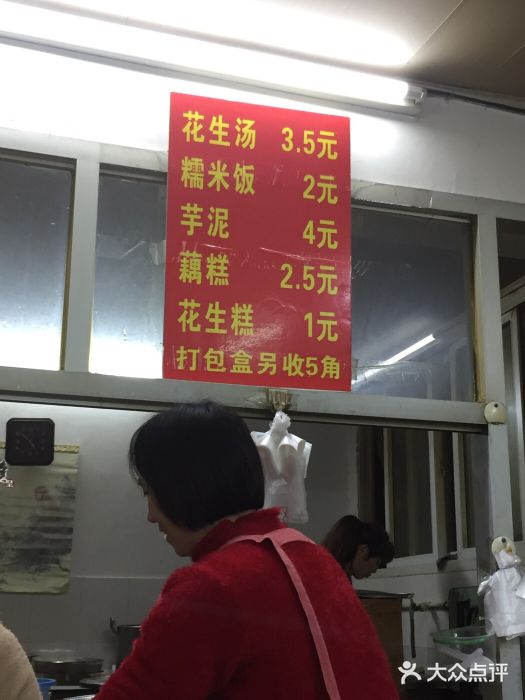 花生汤 3.5元
糯米饭 2元
芋泥 4元
藕糕 2.5元
花生糕 1元
打包盒另收5角
大众点评